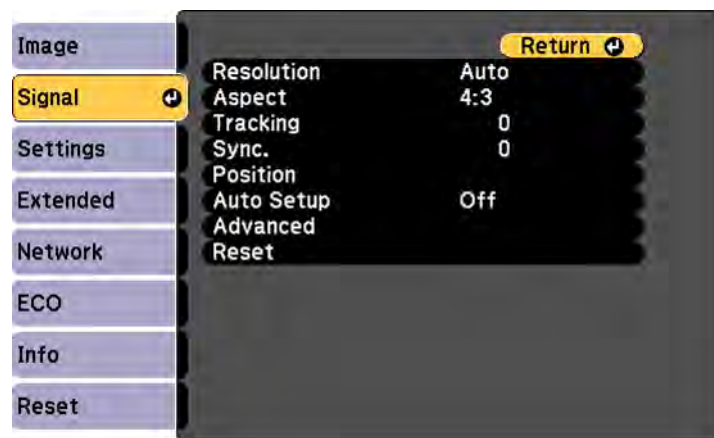 Image
Signal
Settings
Extended
Network
ECO
Info
Reset
Return
Resolution Auto
Aspect 4:3
Tracking 0
Sync. 0
Position
Auto Setup Off
Advanced
Reset